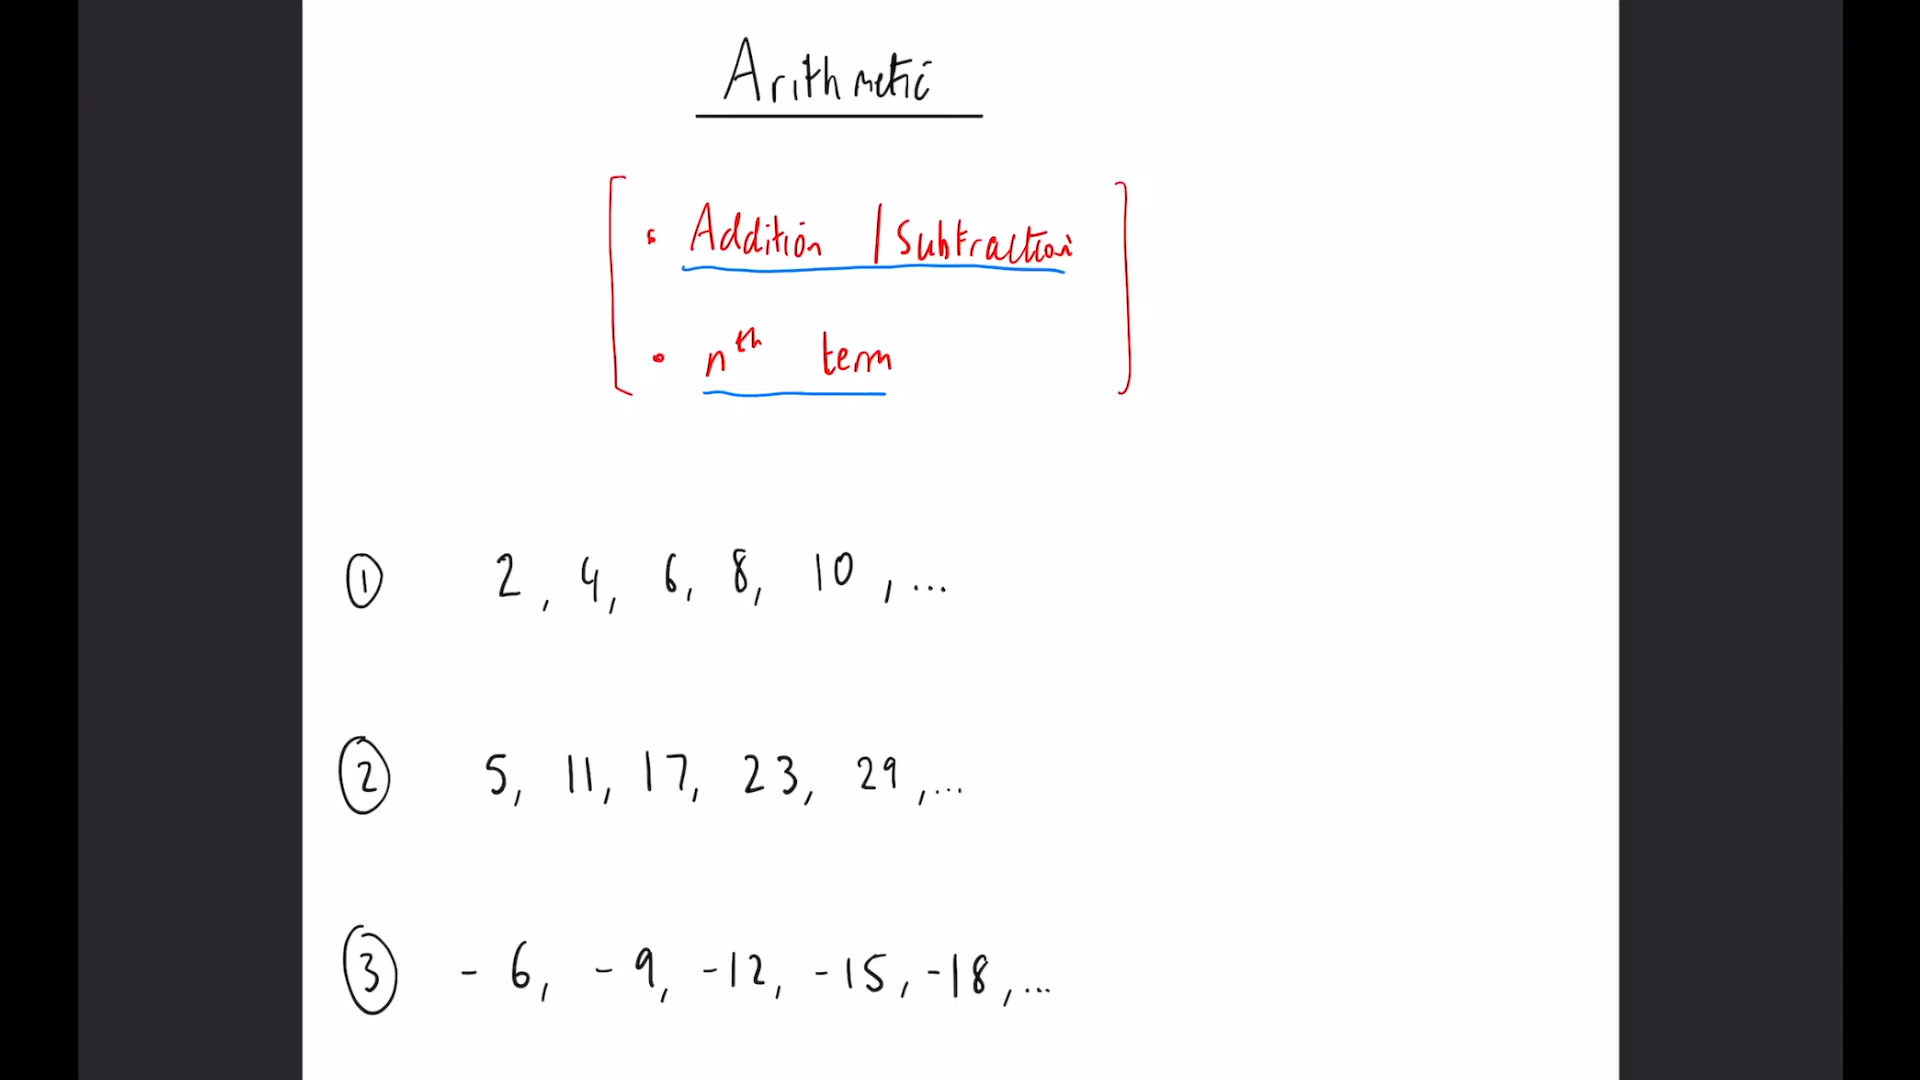 Arithmetic
• Addition / Subtraction
• nᵗʰ term
① 2, 4, 6, 8, 10, ...
② 5, 11, 17, 23, 29, ...
③ -6, -9, -12, -15, -18, ...